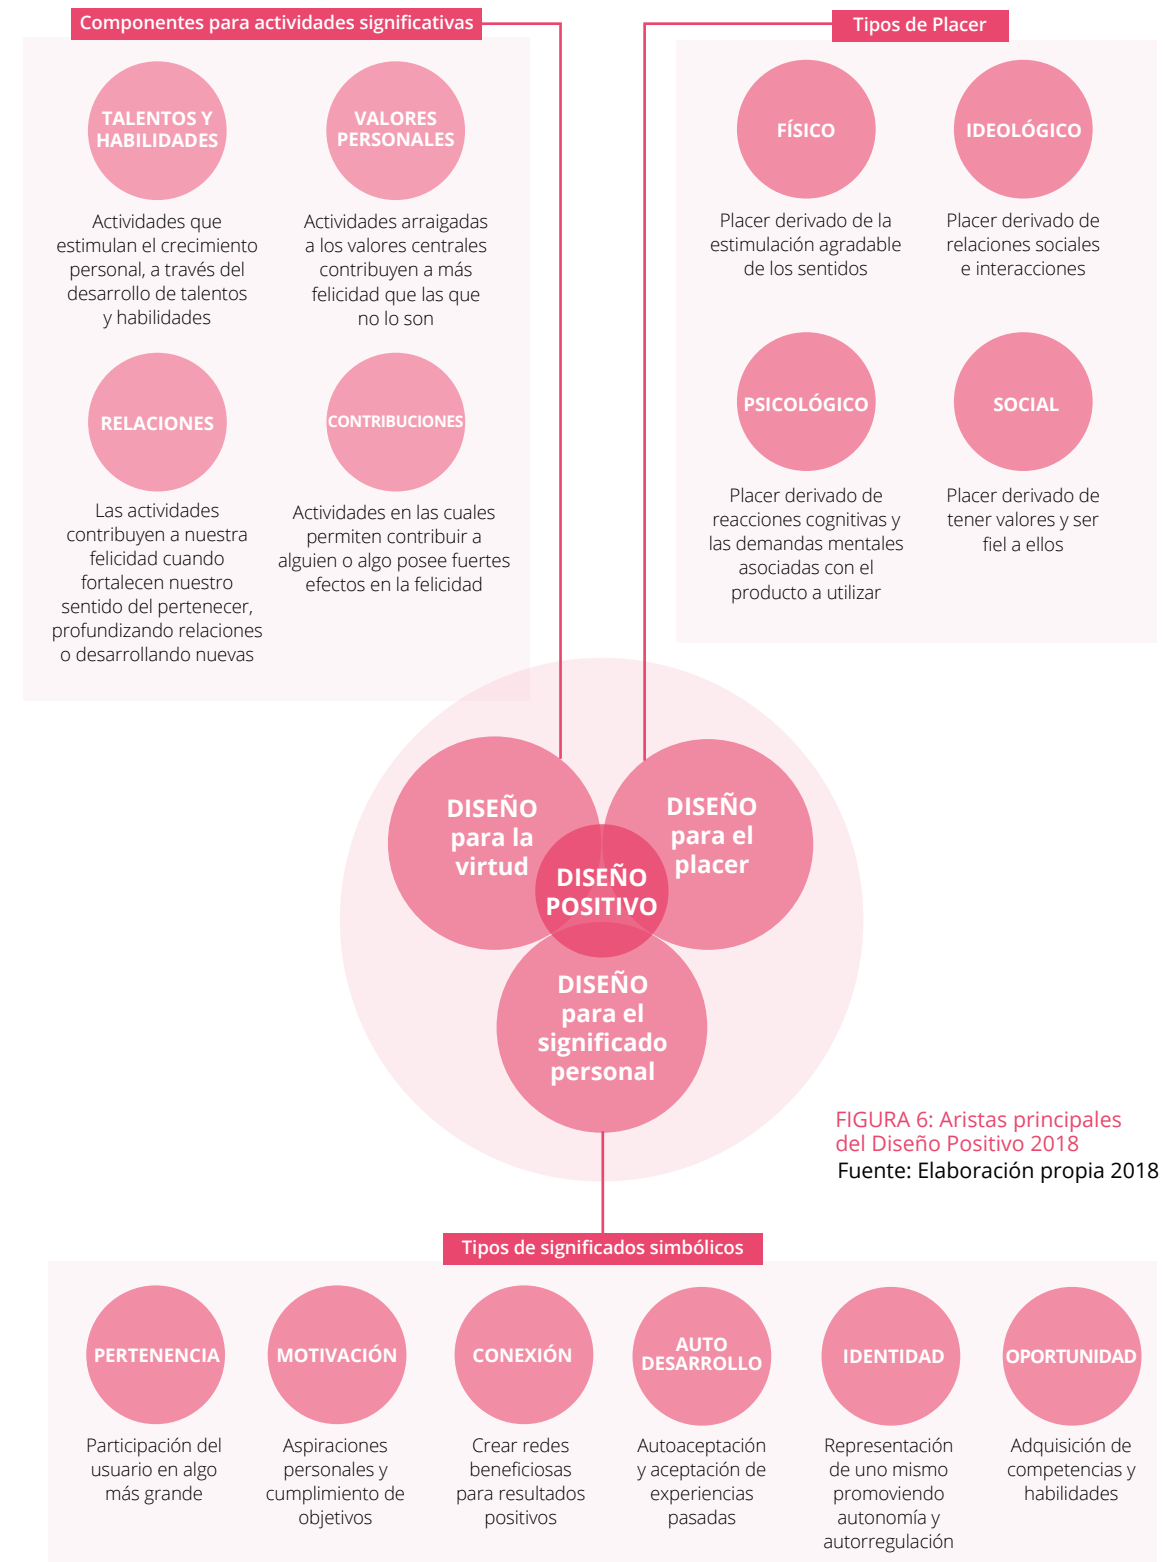 Componentes para actividades significativas
TALENTOS Y
HABILIDADES
Actividades que
estimulan el crecimiento
personal, a través del
desarrollo de talentos
y habilidades
VALORES
PERSONALES
Actividades arraigadas
a los valores centrales
contribuyen a más
felicidad que las que
no lo son
RELACIONES
Las actividades
contribuyen a nuestra
felicidad cuando
fortalecen nuestro
sentido del pertenecer,
profundizando relaciones
o desarrollando nuevas
CONTRIBUCIONES
Actividades en las cuales
permiten contribuir a
alguien o algo posee fuertes
efectos en la felicidad
Tipos de Placer
FÍSICO
Placer derivado de la
estimulación agradable
de los sentidos
IDEOLÓGICO
Placer derivado de
relaciones sociales
e interacciones
PSICOLÓGICO
Placer derivado de
reacciones cognitivas y
las demandas mentales
asociadas con el
producto a utilizar
SOCIAL
Placer derivado de
tener valores y ser
fiel a ellos
DISEÑO
para la
virtud
DISEÑO
para el
placer
DISEÑO
POSITIVO
DISEÑO
para el
significado
personal
FIGURA 6: Aristas principales
del Diseño Positivo 2018
Fuente: Elaboración propia 2018
Tipos de significados simbólicos
PERTENENCIA
Participación del
usuario en algo
más grande
MOTIVACIÓN
Aspiraciones
personales y
cumplimiento de
objetivos
CONEXIÓN
Crear redes
beneficiosas
para resultados
positivos
AUTO
DESARROLLO
Autoaceptación
y aceptación de
experiencias
pasadas
IDENTIDAD
Representación
de uno mismo
promoviendo
autonomía y
autorregulación
OPORTUNIDAD
Adquisición de
competencias y
habilidades